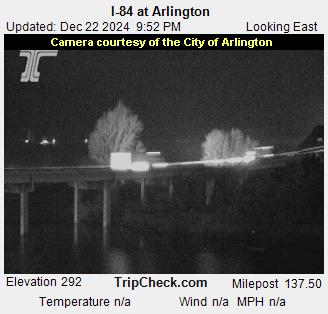 I-84 at Arlington
Updated: Dec 22 2024 9:52 PM Looking East
Camera courtesy of the City of Arlington
Elevation 292 TripCheck.com Milepost 137.50
Temperature n/a Wind n/a MPH n/a